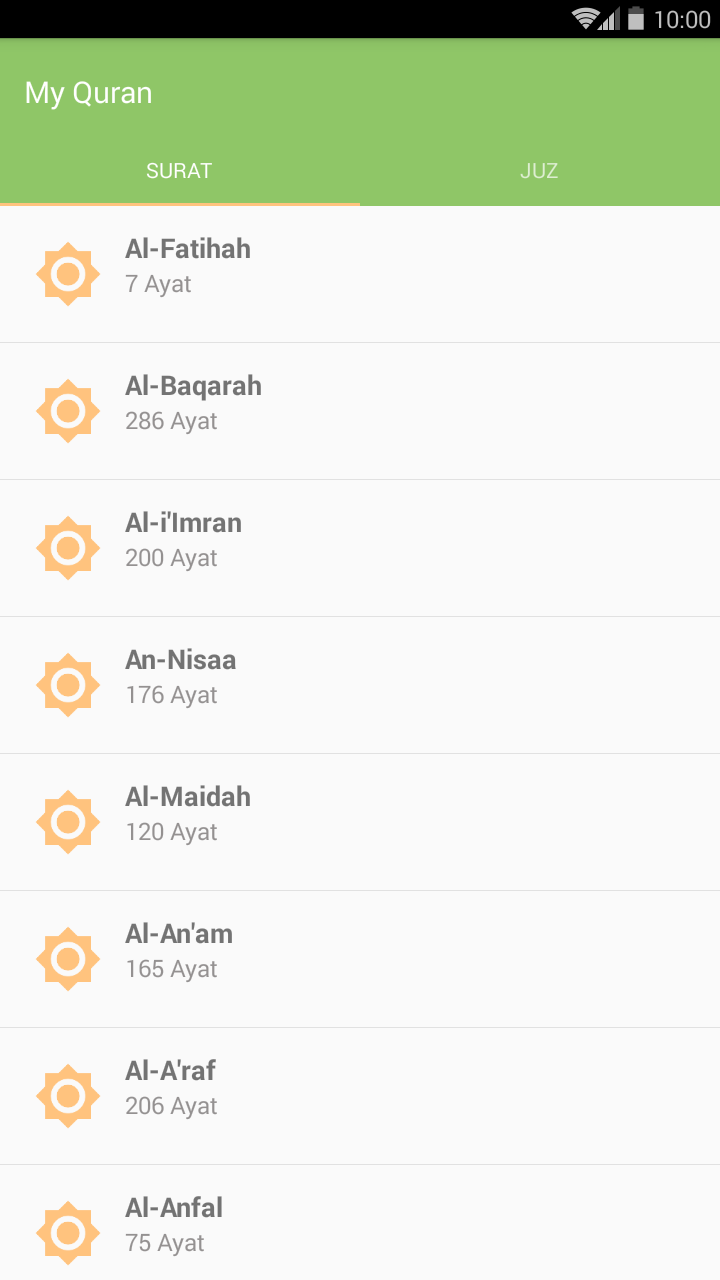 10:00
My Quran
SURAT
JUZ
Al-Fatihah
7 Ayat
Al-Baqarah
286 Ayat
Al-i'Imran
200 Ayat
An-Nisaa
176 Ayat
Al-Maidah
120 Ayat
Al-An'am
165 Ayat
Al-A'raf
206 Ayat
Al-Anfal
75 Ayat